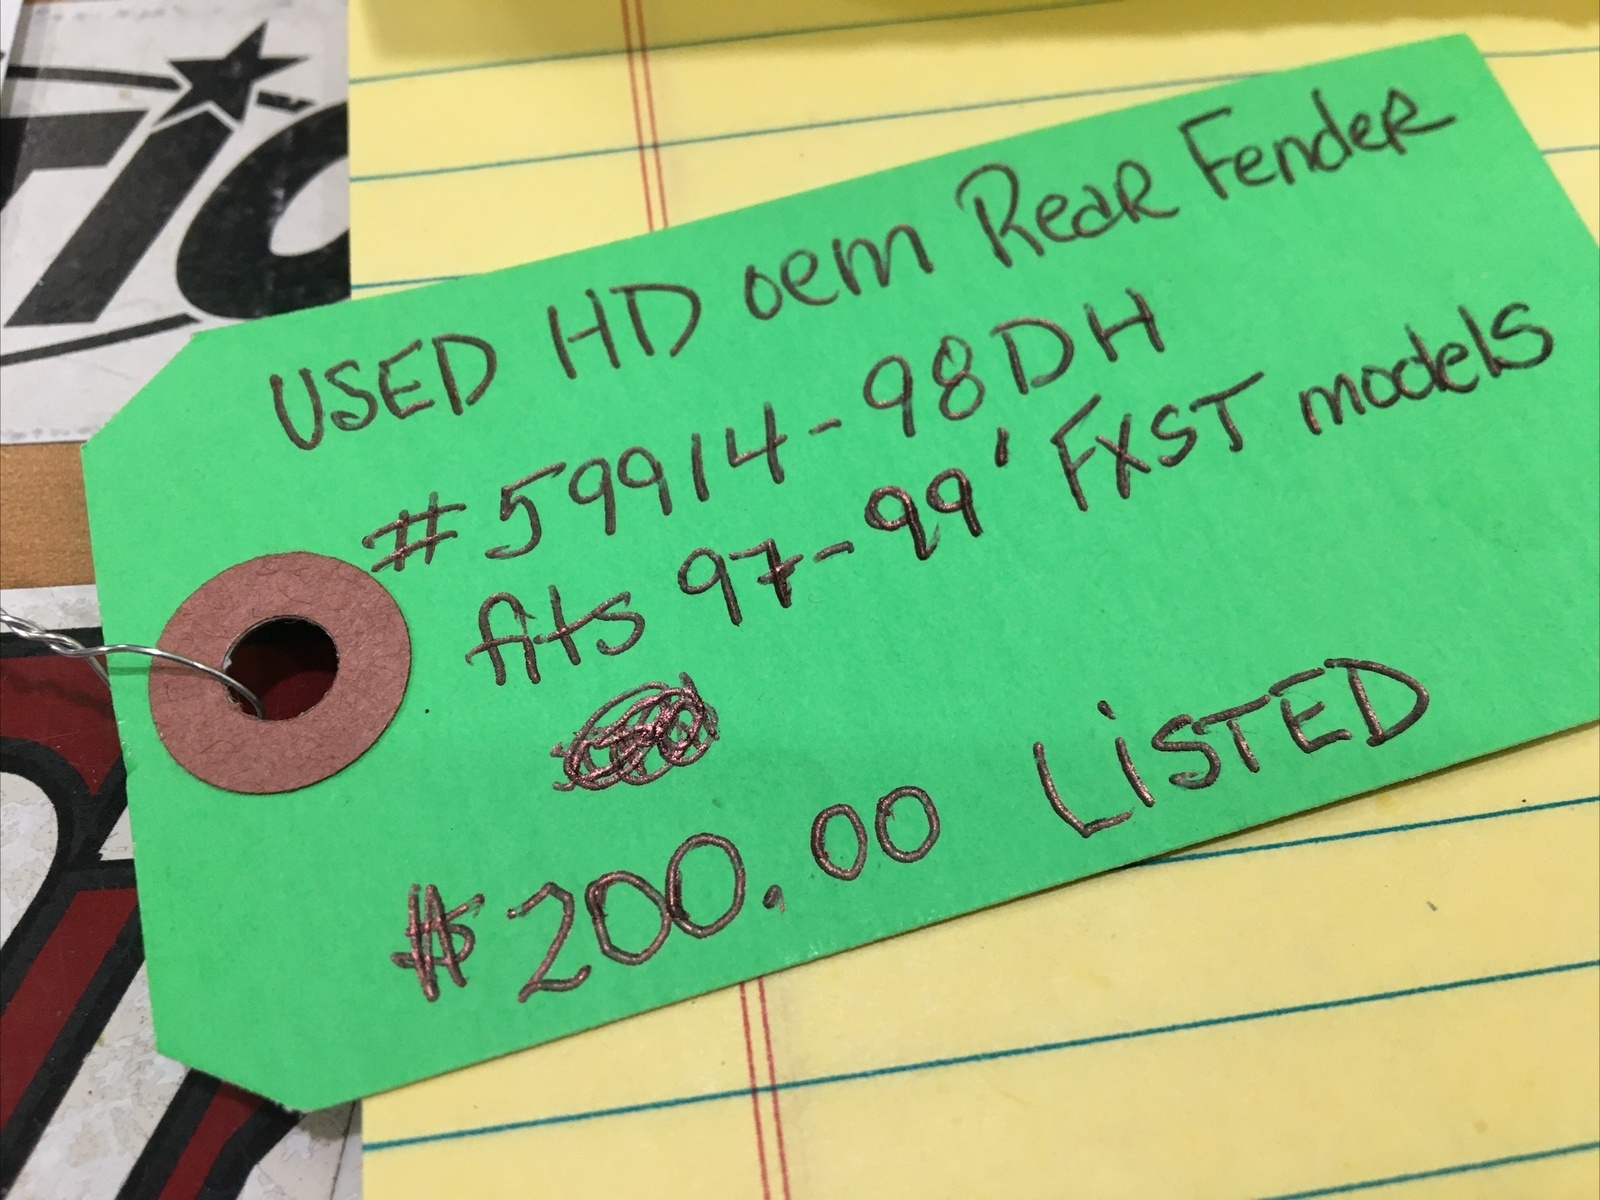 USED HD oem Rear Fender
#59914-98DH
fits 97-99' FXST models
$200.00 LiSTED